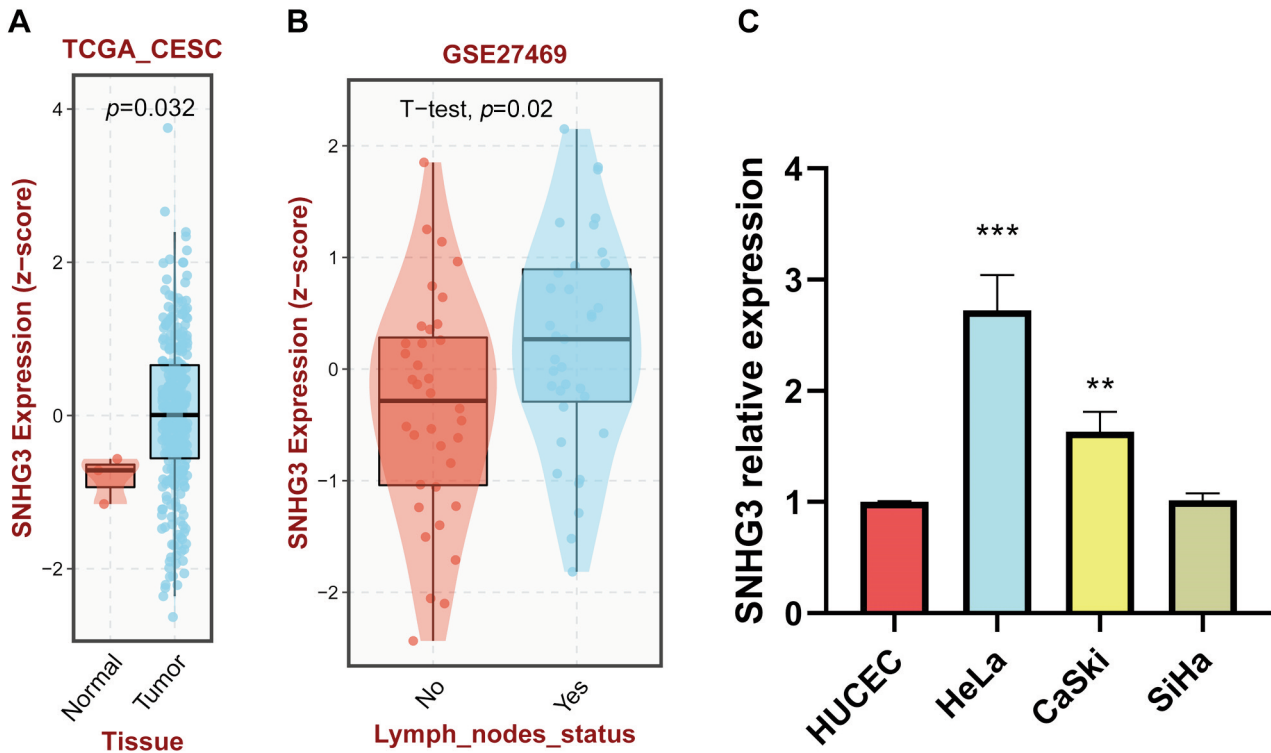 A
TCGA_CESC
p=0.032
SNHG3 Expression (z−score)
4
2
0
−2
Normal
Tumor
Tissue
B
GSE27469
T−test, p=0.02
SNHG3 Expression (z−score)
2
1
0
−1
−2
No
Yes
Lymph_nodes_status
C
SNHG3 relative expression
4
3
2
1
0
***
**
HUCEC
HeLa
CaSki
SiHa